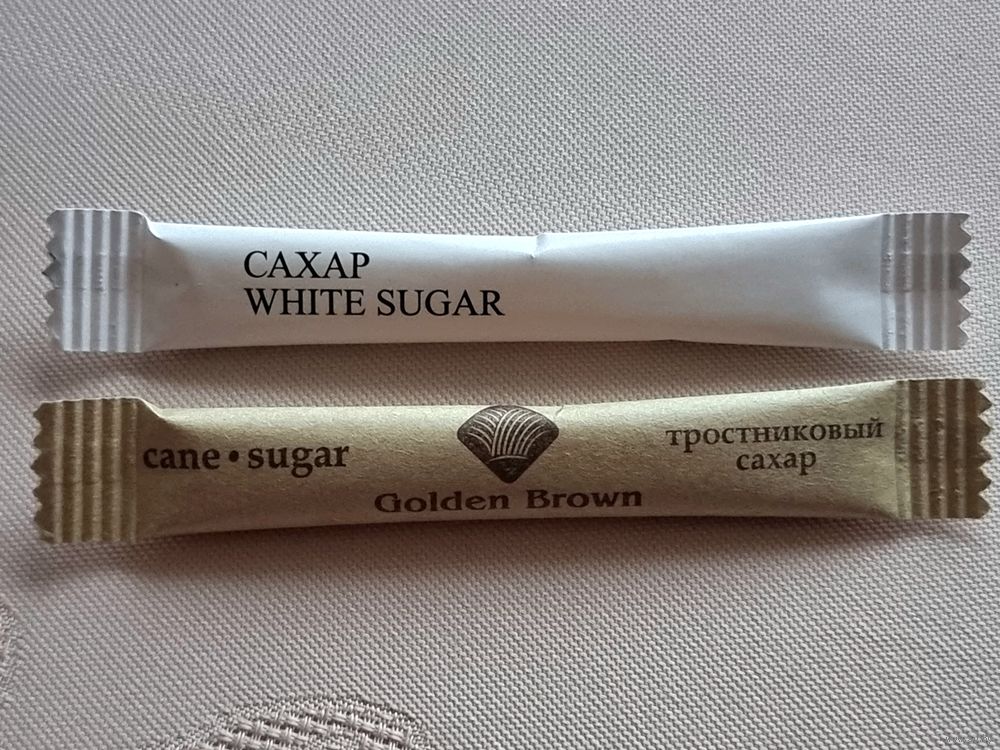 САХАР
WHITE SUGAR
cane • sugar
Golden Brown
тростниковый
сахар